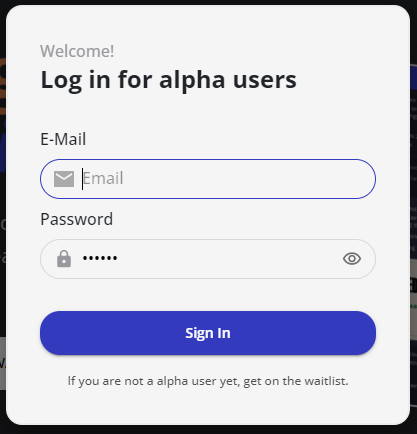 Welcome!
Log in for alpha users
E-Mail
Email
Password
••••••
Sign In
If you are not a alpha user yet, get on the waitlist.